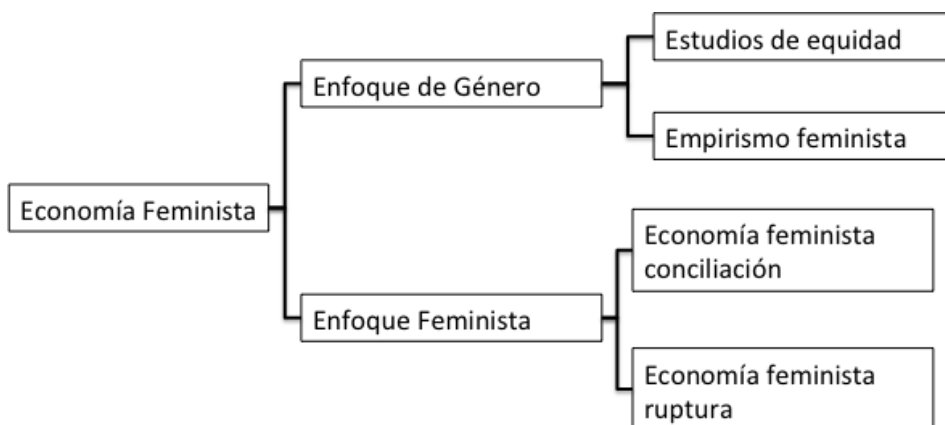 Economía Feminista
Enfoque de Género
Estudios de equidad
Empirismo feminista
Enfoque Feminista
Economía feminista
conciliación
Economía feminista
ruptura